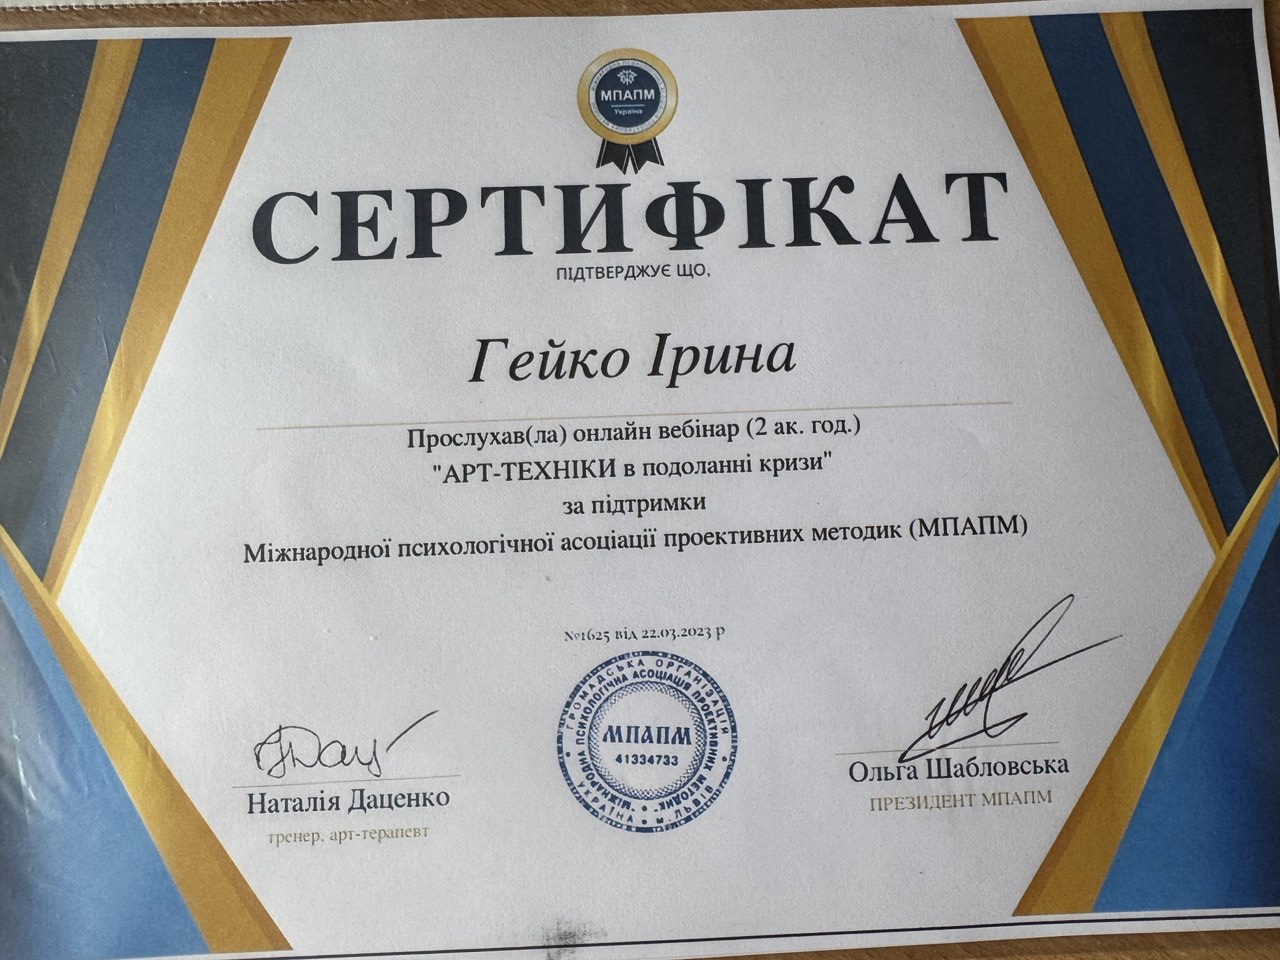 МПАПМ
Україна
СЕРТИФІКАТ
ПІДТВЕРДЖУЄ ЩО,
Гейко Ірина
Прослухав(ла) онлайн вебінар (2 ак. год.)
"АРТ-ТЕХНІКИ в подоланні кризи"
за підтримки
Міжнародної психологічної асоціації проективних методик (МПАПМ)
№1625 від 22.03.2023 р
ГРОМАДСЬКА ОРГАНІЗАЦІЯ
"МІЖНАРОДНА ПСИХОЛОГІЧНА АСОЦІАЦІЯ ПРОЕКТИВНИХ МЕТОДИК"
МПАПМ
41334733
УКРАЇНА * м. ЛЬВІВ
Наталія Даценко
тренер, арт-терапевт
Ольга Шабловська
ПРЕЗИДЕНТ МПАПМ